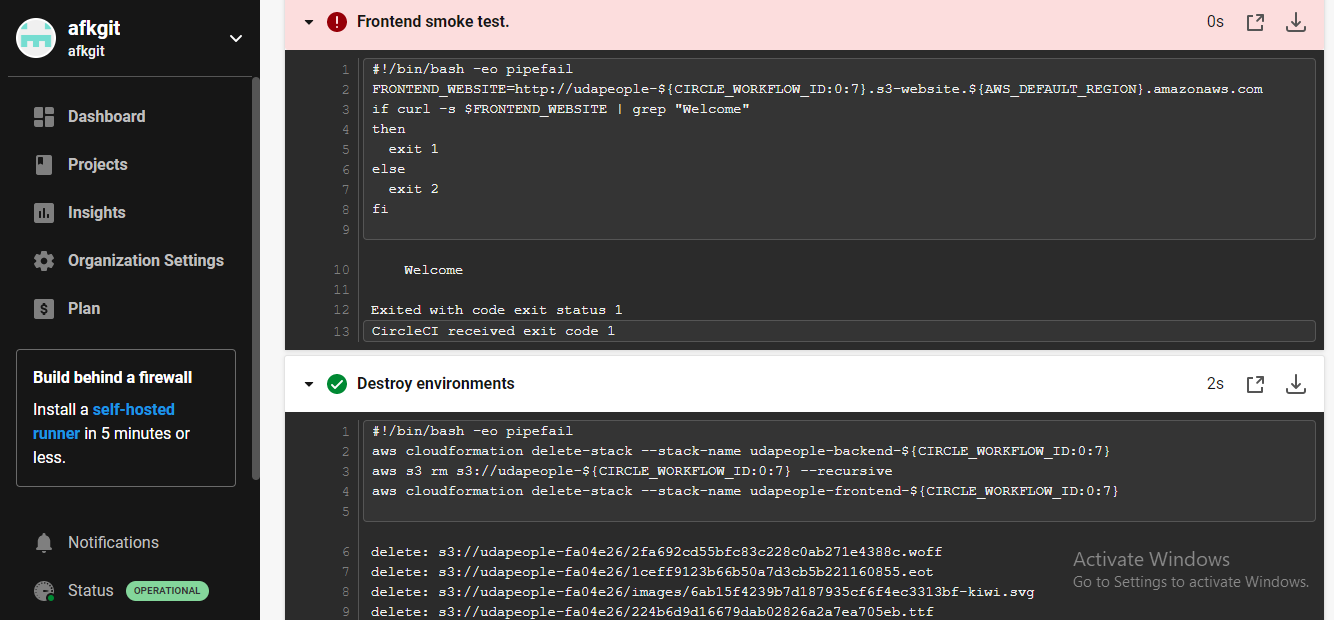 afkgit
afkgit
Dashboard
Projects
Insights
Organization Settings
Plan
Build behind a firewall
Install a self-hosted
runner in 5 minutes or
less.
Notifications
Status OPERATIONAL
Frontend smoke test. 0s
1 #!/bin/bash -eo pipefail
2 FRONTEND_WEBSITE=http://udapeople-${CIRCLE_WORKFLOW_ID:0:7}.s3-website.${AWS_DEFAULT_REGION}.amazonaws.com
3 if curl -s $FRONTEND_WEBSITE | grep "Welcome"
4 then
5   exit 1
6 else
7   exit 2
8 fi
9
10     Welcome
11
12 Exited with code exit status 1
13 CircleCI received exit code 1
Destroy environments 2s
1 #!/bin/bash -eo pipefail
2 aws cloudformation delete-stack --stack-name udapeople-backend-${CIRCLE_WORKFLOW_ID:0:7}
3 aws s3 rm s3://udapeople-${CIRCLE_WORKFLOW_ID:0:7} --recursive
4 aws cloudformation delete-stack --stack-name udapeople-frontend-${CIRCLE_WORKFLOW_ID:0:7}
5
6 delete: s3://udapeople-fa04e26/2fa692cd55bfc83c228c0ab271e4388c.woff
7 delete: s3://udapeople-fa04e26/1ceff9123b66b50a7d3cb5b221160855.eot
8 delete: s3://udapeople-fa04e26/images/6ab15f4239b7d187935cf6f4ec3313bf-kiwi.svg
9 delete: s3://udapeople-fa04e26/224b6d9d16679dab02826a2a7ea705eb.ttf
Activate Windows
Go to Settings to activate Windows.